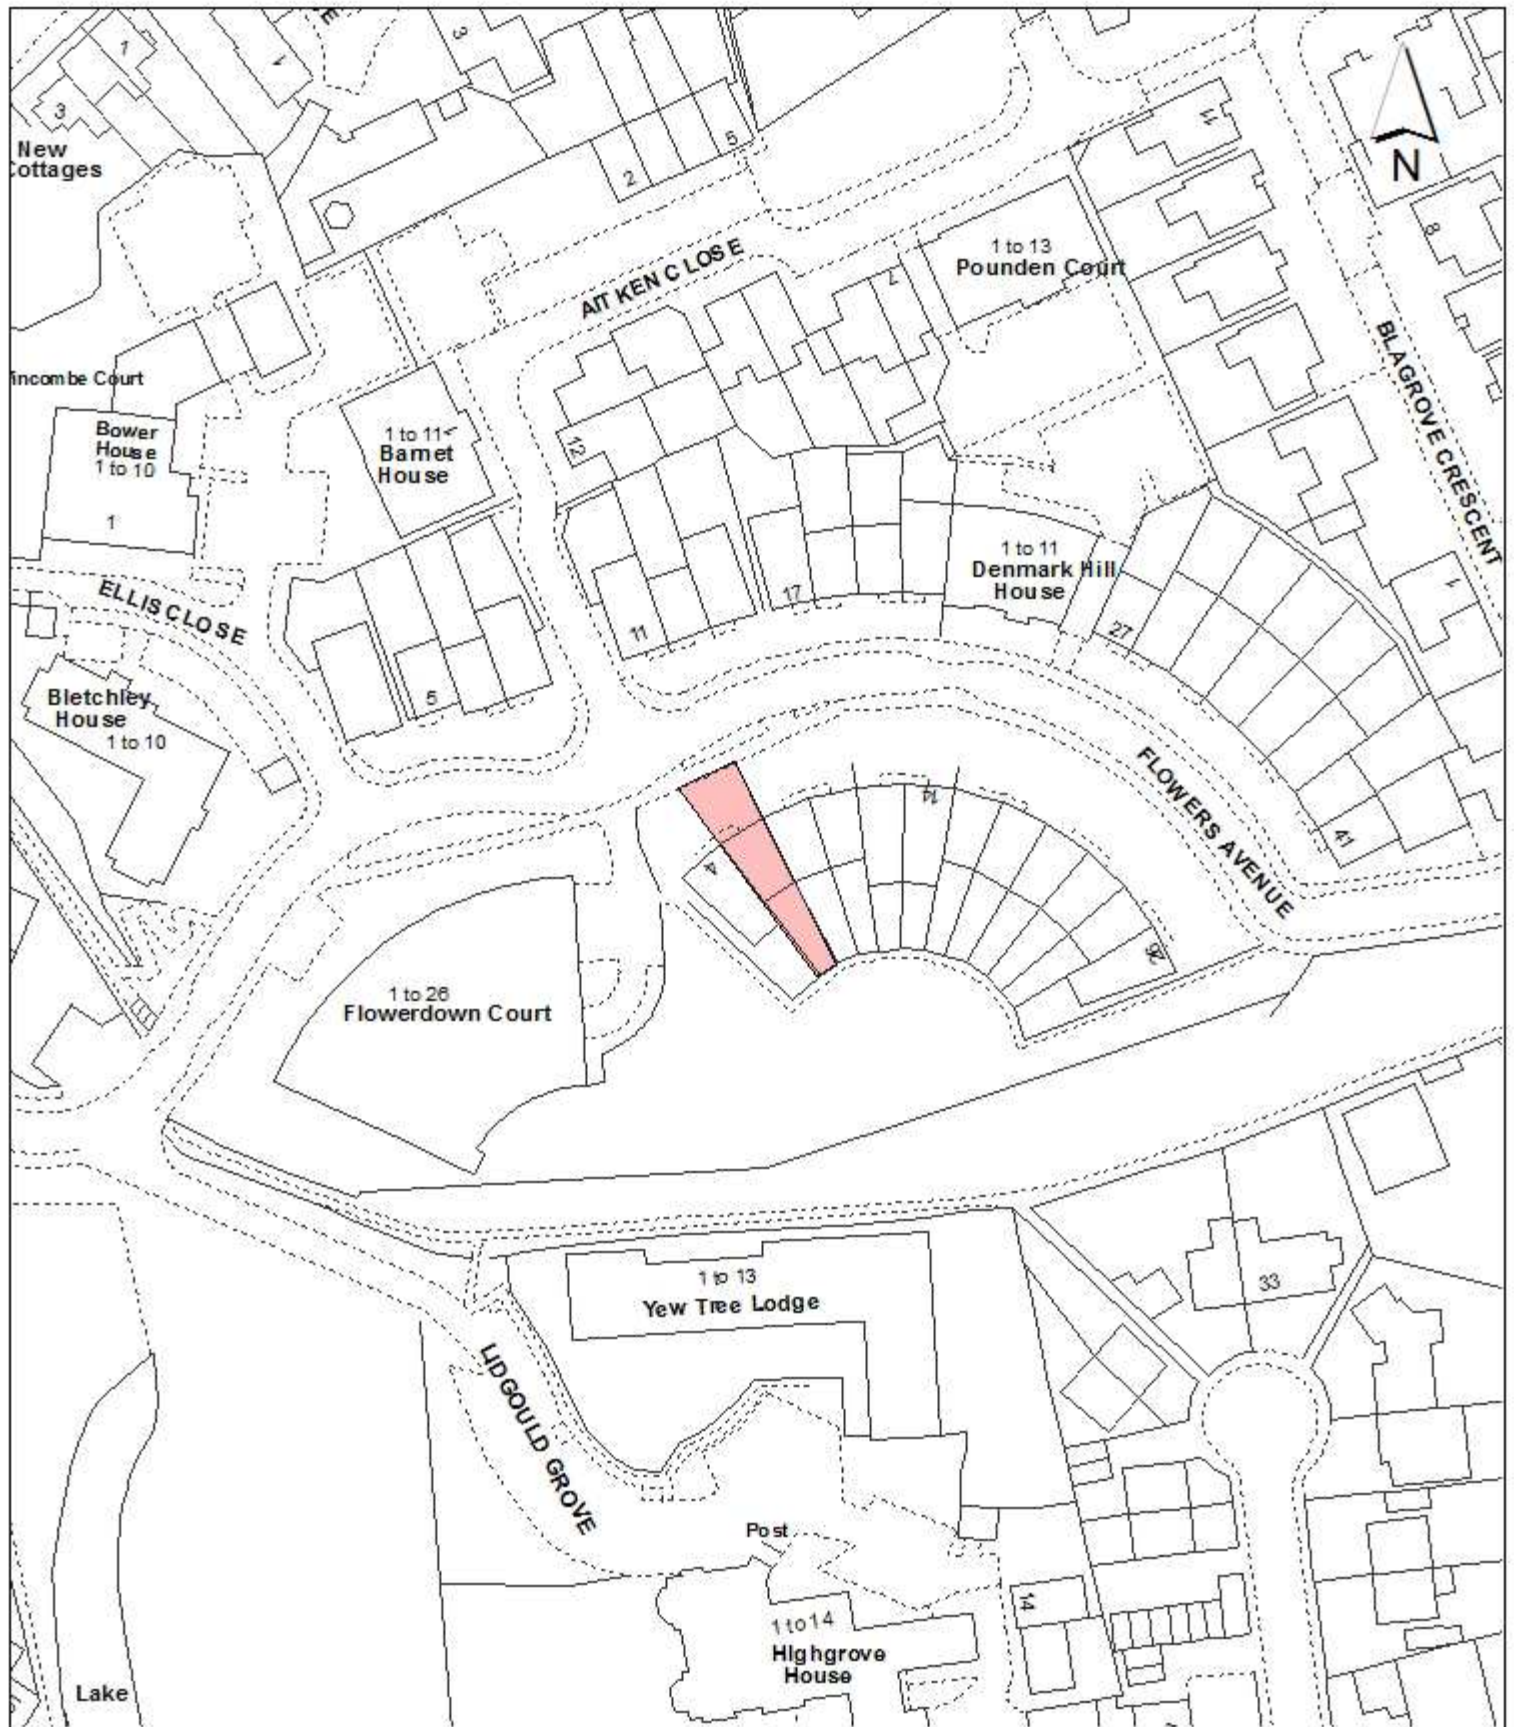 1
3
3
New
Cottages
5
2
11
N
AITKEN CLOSE
1 to 13
Pounden Court
7
8
incombe Court
BLAGROVE CRESCENT
Bower
House
1 to 10
1
1 to 11
Barnet
House
12
1 to 11
Denmark Hill
House
1
ELLIS CLOSE
17
11
27
Bletchley
House
1 to 10
5
FLOWERS AVENUE
14
41
4
26
1 to 26
Flowerdown Court
1 to 13
Yew Tree Lodge
33
LIDGOULD GROVE
Post
14
1 to 14
Highgrove
House
Lake